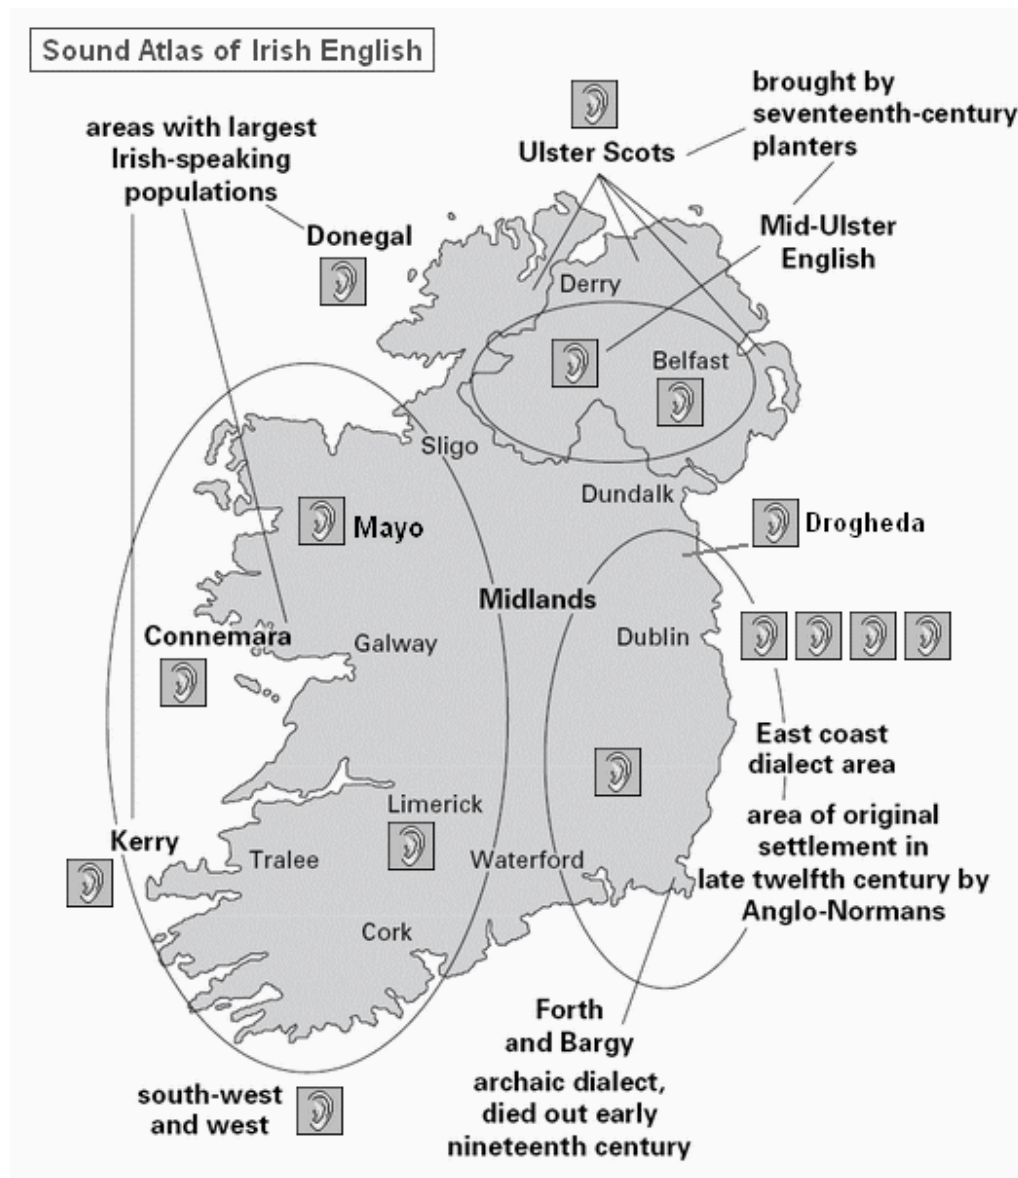 Sound Atlas of Irish English
brought by
seventeenth-century
planters
areas with largest
Irish-speaking
populations
Ulster Scots
Donegal
Mid-Ulster
English
Derry
Belfast
Sligo
Dundalk
Mayo
Drogheda
Midlands
Connemara
Galway
Dublin
East coast
dialect area
Limerick
area of original
settlement in
late twelfth century by
Anglo-Normans
Kerry
Tralee
Waterford
Cork
Forth
and Bargy
archaic dialect,
died out early
nineteenth century
south-west
and west